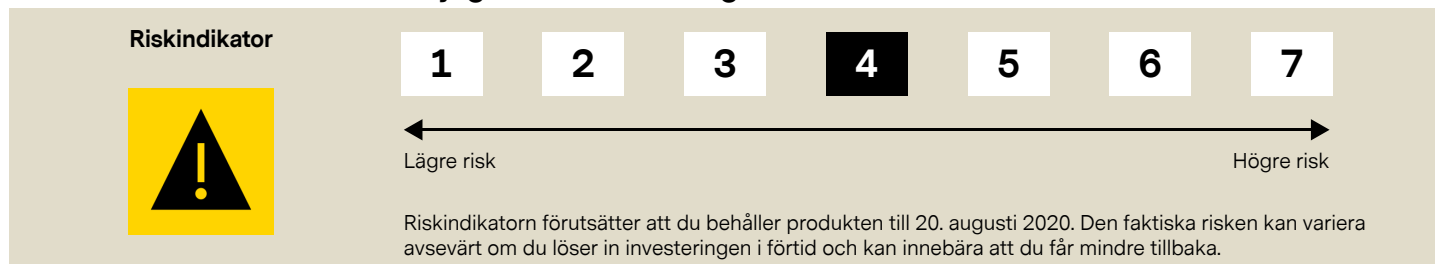 Riskindikator
1 2 3 4 5 6 7
Lägre risk Högre risk
Riskindikatorn förutsätter att du behåller produkten till 20. augusti 2020. Den faktiska risken kan variera
avsevärt om du löser in investeringen i förtid och kan innebära att du får mindre tillbaka.